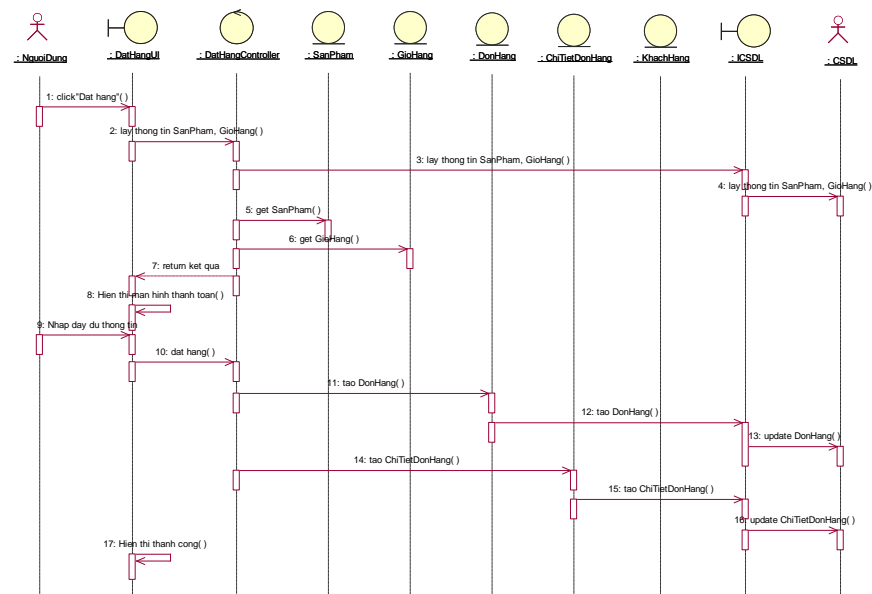 : NguoiDung
: DatHangUI
: DatHangController
: SanPham
: GioHang
: DonHang
: ChiTietDonHang
: KhachHang
: ICSDL
: CSDL
1: click"Dat hang"( )
2: lay thong tin SanPham, GioHang( )
3: lay thong tin SanPham, GioHang( )
4: lay thong tin SanPham, GioHang( )
5: get SanPham( )
6: get GioHang( )
7: return ket qua
8: Hien thi man hinh thanh toan( )
9: Nhap day du thong tin
10: dat hang( )
11: tao DonHang( )
12: tao DonHang( )
13: update DonHang( )
14: tao ChiTietDonHang( )
15: tao ChiTietDonHang( )
16: update ChiTietDonHang( )
17: Hien thi thanh cong( )